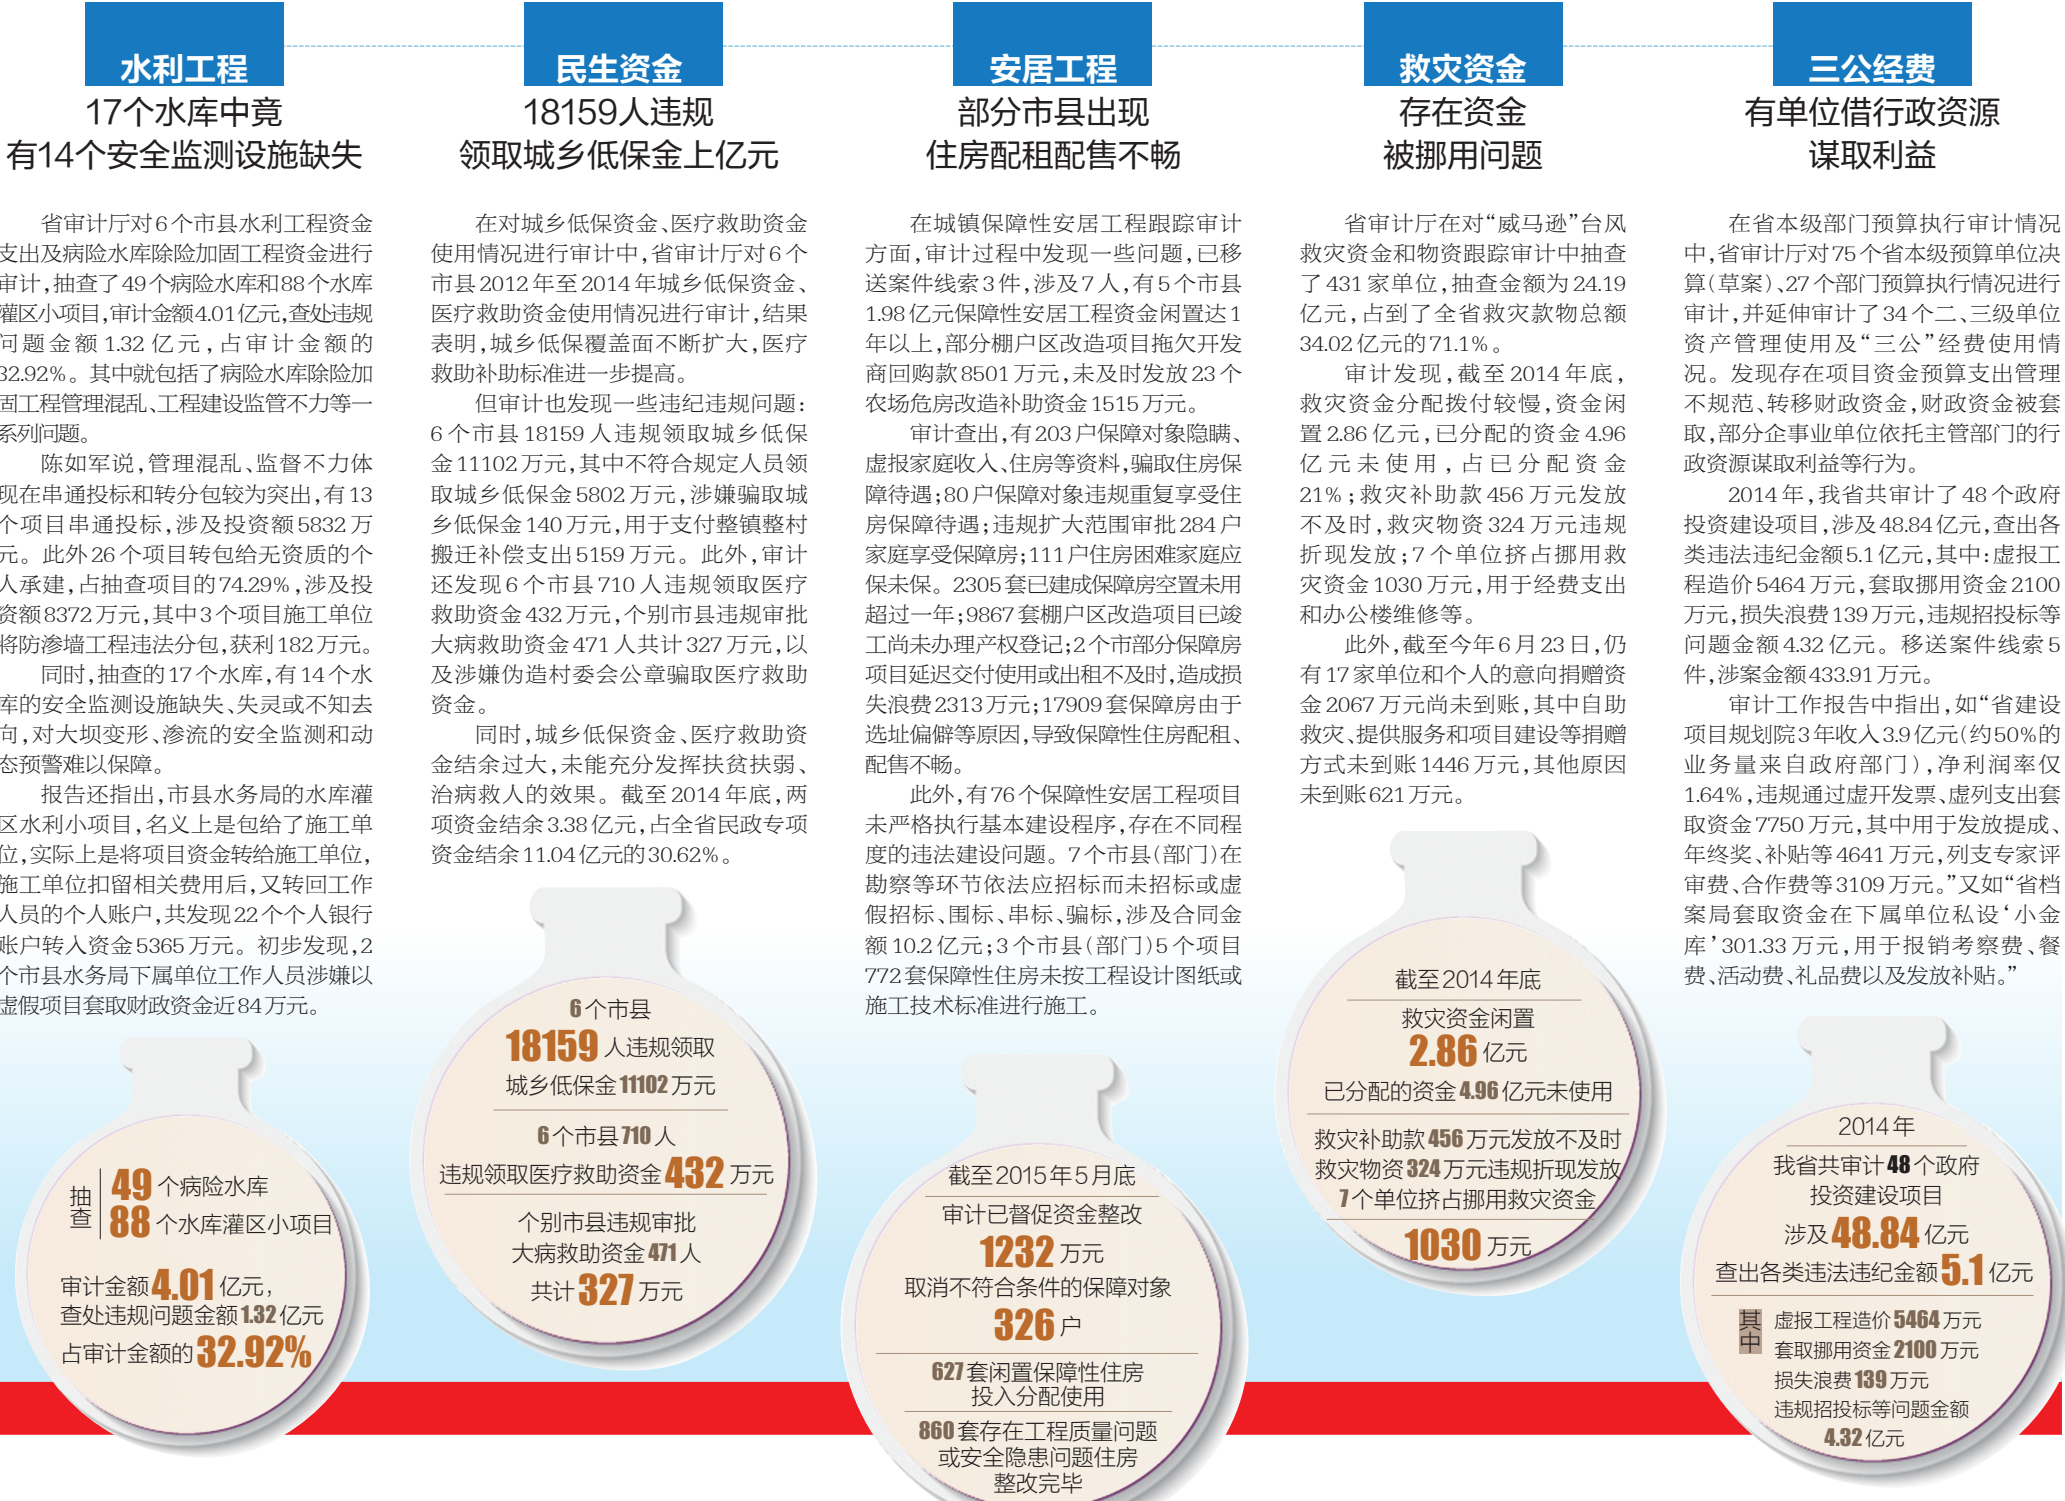 水利工程
17个水库中竟
有14个安全监测设施缺失
省审计厅对6个市县水利工程资金
支出及病险水库除险加固工程资金进行
审计,抽查了49个病险水库和88个水库
灌区小项目,审计金额4.01亿元,查处违规
问题金额1.32亿元,占审计金额的
32.92%。其中就包括了病险水库除险加
固工程管理混乱、工程建设监管不力等一
系列问题。
陈如军说,管理混乱、监督不力体
现在串通投标和转分包较为突出,有13
个项目串通投标,涉及投资额5832万
元。此外26个项目转包给无资质的个
人承建,占抽查项目的74.29%,涉及投
资额8372万元,其中3个项目施工单位
将防渗墙工程违法分包,获利182万元。
同时,抽查的17个水库,有14个水
库的安全监测设施缺失、失灵或不知去
向,对大坝变形、渗流的安全监测和动
态预警难以保障。
报告还指出,市县水务局的水库灌
区水利小项目,名义上是包给了施工单
位,实际上是将项目资金转给施工单位,
施工单位扣留相关费用后,又转回工作
人员的个人账户,共发现22个个人银行
账户转入资金5365万元。初步发现,2
个市县水务局下属单位工作人员涉嫌以
虚假项目套取财政资金近84万元。
抽查
49个病险水库
88个水库灌区小项目
审计金额4.01亿元,
查处违规问题金额1.32亿元
占审计金额的32.92%
民生资金
18159人违规
领取城乡低保金上亿元
在对城乡低保资金、医疗救助资金
使用情况进行审计中,省审计厅对6个
市县2012年至2014年城乡低保资金、
医疗救助资金使用情况进行审计,结果
表明,城乡低保覆盖面不断扩大,医疗
救助补助标准进一步提高。
但审计也发现一些违纪违规问题:
6个市县18159人违规领取城乡低保
金11102万元,其中不符合规定人员领
取城乡低保金5802万元,涉嫌骗取城
乡低保金140万元,用于支付整镇整村
搬迁补偿支出5159万元。此外,审计
还发现6个市县710人违规领取医疗
救助资金432万元,个别市县违规审批
大病救助资金471人共计327万元,以
及涉嫌伪造村委会公章骗取医疗救助
资金。
同时,城乡低保资金、医疗救助资
金结余过大,未能充分发挥扶贫扶弱、
治病救人的效果。截至2014年底,两
项资金结余3.38亿元,占全省民政专项
资金结余11.04亿元的30.62%。
6个市县
18159人违规领取
城乡低保金11102万元
6个市县710人
违规领取医疗救助资金432万元
个别市县违规审批
大病救助资金471人
共计327万元
安居工程
部分市县出现
住房配租配售不畅
在城镇保障性安居工程跟踪审计
方面,审计过程中发现一些问题,已移
送案件线索3件,涉及7人,有5个市县
1.98亿元保障性安居工程资金闲置达1
年以上,部分棚户区改造项目拖欠开发
商回购款8501万元,未及时发放23个
农场危房改造补助资金1515万元。
审计查出,有203户保障对象隐瞒、
虚报家庭收入、住房等资料,骗取住房保
障待遇;80户保障对象违规重复享受住
房保障待遇;违规扩大范围审批284户
家庭享受保障房;111户住房困难家庭应
保未保。2305套已建成保障房空置未用
超过一年;9867套棚户区改造项目已竣
工尚未办理产权登记;2个市部分保障房
项目延迟交付使用或出租不及时,造成损
失浪费2313万元;17909套保障房由于
选址偏僻等原因,导致保障性住房配租、
配售不畅。
此外,有76个保障性安居工程项目
未严格执行基本建设程序,存在不同程
度的违法建设问题。7个市县(部门)在
勘察等环节依法应招标而未招标或虚
假招标、围标、串标、骗标,涉及合同金
额10.2亿元;3个市县(部门)5个项目
772套保障性住房未按工程设计图纸或
施工技术标准进行施工。
截至2015年5月底
审计已督促资金整改
1232万元
取消不符合条件的保障对象
326户
627套闲置保障性住房
投入分配使用
860套存在工程质量问题
或安全隐患问题住房
整改完毕
救灾资金
存在资金
被挪用问题
省审计厅在对“威马逊”台风
救灾资金和物资跟踪审计中抽查
了431家单位,抽查金额为24.19
亿元,占到了全省救灾款物总额
34.02亿元的71.1%。
审计发现,截至2014年底,
救灾资金分配拨付较慢,资金闲
置2.86亿元,已分配的资金4.96
亿元未使用,占已分配资金
21%;救灾补助款456万元发放
不及时,救灾物资324万元违规
折现发放;7个单位挤占挪用救
灾资金1030万元,用于经费支出
和办公楼维修等。
此外,截至今年6月23日,仍
有17家单位和个人的意向捐赠资
金2067万元尚未到账,其中自助
救灾、提供服务和项目建设等捐赠
方式未到账1446万元,其他原因
未到账621万元。
截至2014年底
救灾资金闲置
2.86亿元
已分配的资金4.96亿元未使用
救灾补助款456万元发放不及时
救灾物资324万元违规折现发放
7个单位挤占挪用救灾资金
1030万元
三公经费
有单位借行政资源
谋取利益
在省本级部门预算执行审计情况
中,省审计厅对75个省本级预算单位决
算(草案)、27个部门预算执行情况进行
审计,并延伸审计了34个二、三级单位
资产管理使用及“三公”经费使用情
况。发现存在项目资金预算支出管理
不规范、转移财政资金,财政资金被套
取,部分企事业单位依托主管部门的行
政资源谋取利益等行为。
2014年,我省共审计了48个政府
投资建设项目,涉及48.84亿元,查出各
类违法违纪金额5.1亿元,其中:虚报工
程造价5464万元,套取挪用资金2100
万元,损失浪费139万元,违规招投标等
问题金额4.32亿元。移送案件线索5
件,涉案金额433.91万元。
审计工作报告中指出,如“省建设
项目规划院3年收入3.9亿元(约50%的
业务量来自政府部门),净利润率仅
1.64%,违规通过虚开发票、虚列支出套
取资金7750万元,其中用于发放提成、
年终奖、补贴等4641万元,列支专家评
审费、合作费等3109万元。”又如“省档
案局套取资金在下属单位私设‘小金
库’301.33万元,用于报销考察费、餐
费、活动费、礼品费以及发放补贴。”
2014年
我省共审计48个政府
投资建设项目
涉及48.84亿元
查出各类违法违纪金额5.1亿元
其中
虚报工程造价5464万元
套取挪用资金2100万元
损失浪费139万元
违规招投标等问题金额
4.32亿元